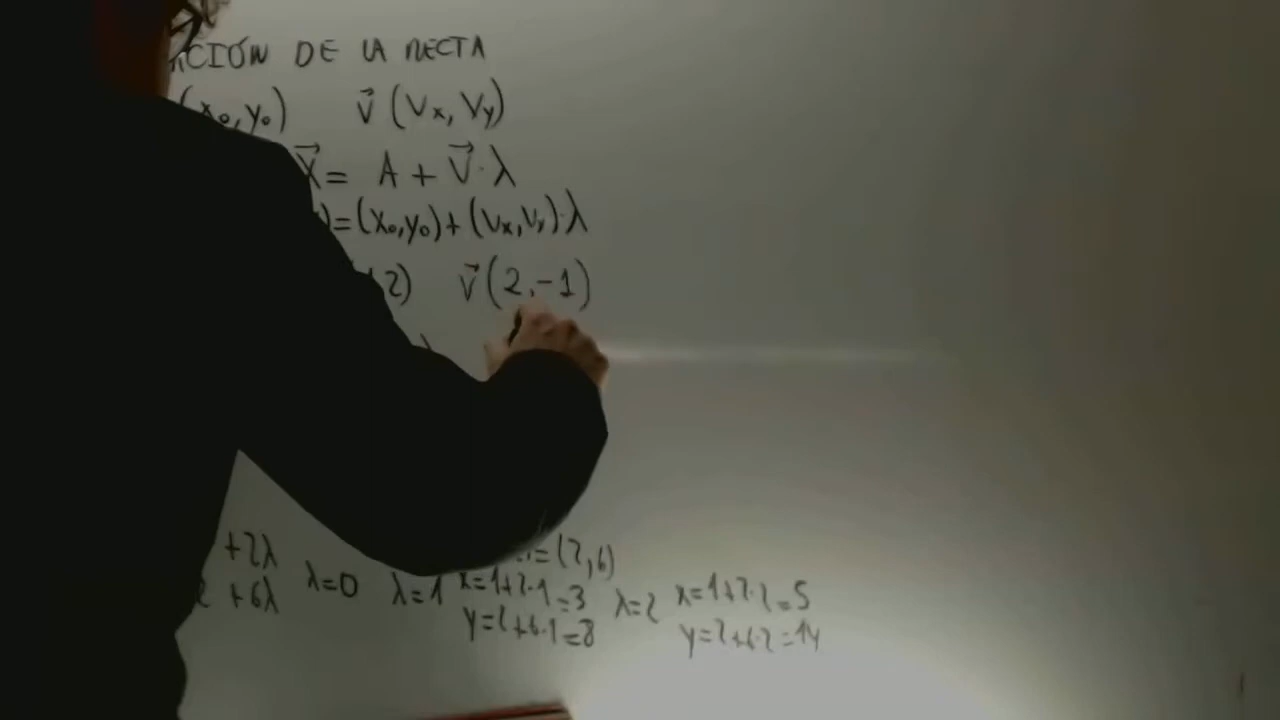 CIÓN DE LA RECTA
(x₀,y₀) v⃗ (Vx, Vy)
X⃗ = A + V⃗·λ
)=(x₀,y₀)+(Vx,Vy)·λ
2) v⃗(2,-1)
+2λ =(2,6)
+6λ λ=0 λ=1 x=1+2·1=3 λ=2 x=1+2·2=5
y=2+6·1=8 y=2+6·2=14